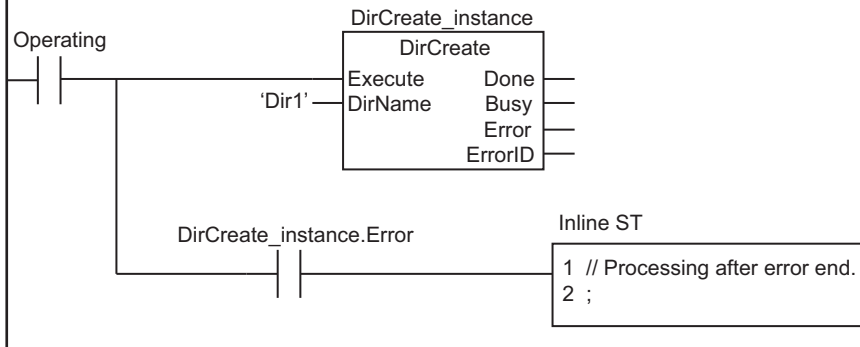 DirCreate_instance
Operating
DirCreate
Execute Done
‘Dir1’ DirName Busy
Error
ErrorID
Inline ST
DirCreate_instance.Error
1 // Processing after error end.
2 ;